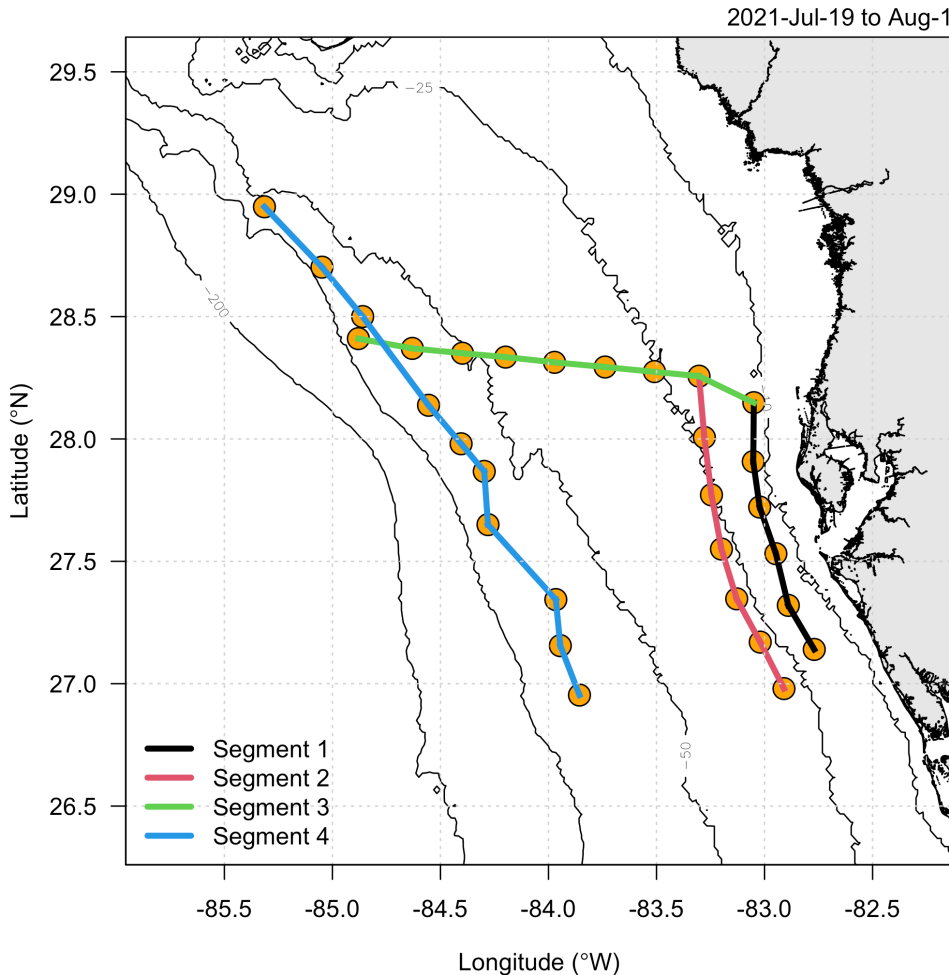 2021-Jul-19 to Aug-1
29.5
29.0
28.5
28.0
27.5
27.0
26.5
Latitude (°N)
−25
−200
−50
Segment 1
Segment 2
Segment 3
Segment 4
-85.5 -85.0 -84.5 -84.0 -83.5 -83.0 -82.5
Longitude (°W)